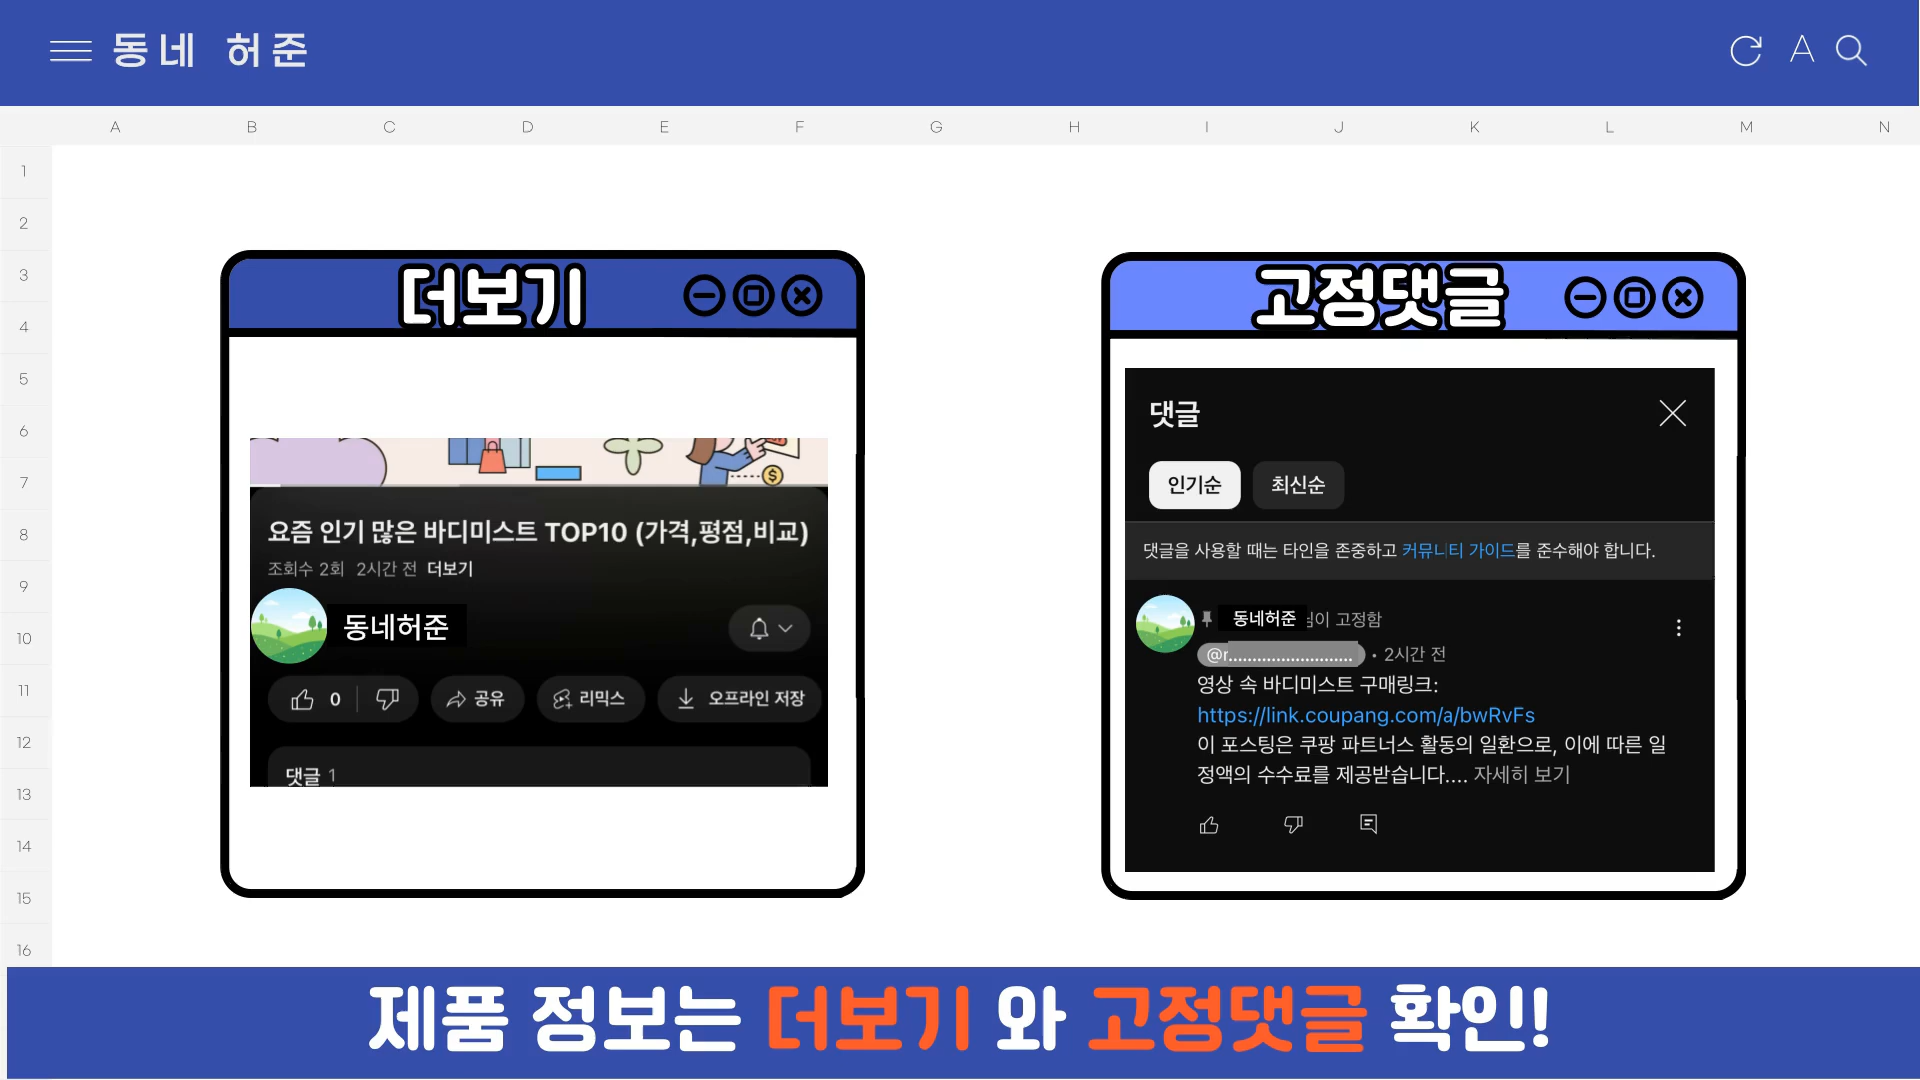 동네 허준
A
A B C D E F G H I J K L M N
1
2
3
4
5
6
7
8
9
10
11
12
13
14
15
16
더보기
요즘 인기 많은 바디미스트 TOP10 (가격,평점,비교)
조회수 2회 2시간 전 더보기
동네허준
0 공유 리믹스 오프라인 저장
댓글 1
고정댓글
댓글
인기순 최신순
댓글을 사용할 때는 타인을 존중하고 커뮤니티 가이드를 준수해야 합니다.
동네허준님이 고정함
@r.......................... • 2시간 전
영상 속 바디미스트 구매링크:
https://link.coupang.com/a/bwRvFs
이 포스팅은 쿠팡 파트너스 활동의 일환으로, 이에 따른 일
정액의 수수료를 제공받습니다.... 자세히 보기
제품 정보는 더보기 와 고정댓글 확인!